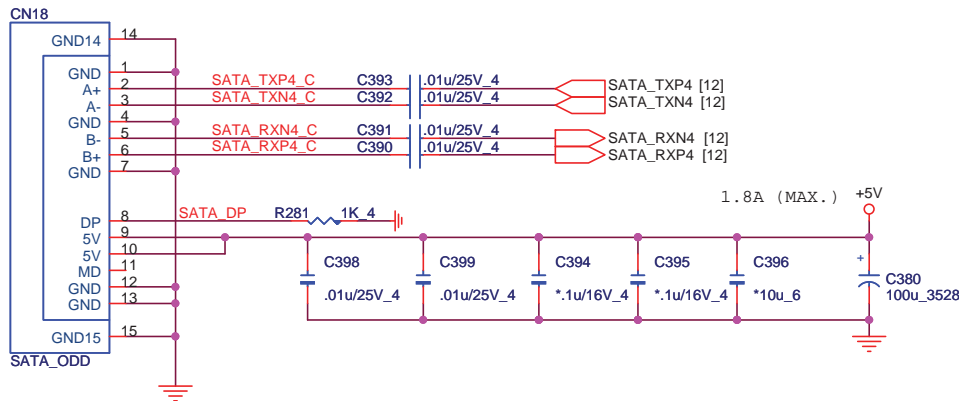 CN18
GND14 14
GND 1
A+ 2 SATA_TXP4_C C393 .01u/25V_4 SATA_TXP4 [12]
A- 3 SATA_TXN4_C C392 .01u/25V_4 SATA_TXN4 [12]
GND 4
B- 5 SATA_RXN4_C C391 .01u/25V_4 SATA_RXN4 [12]
B+ 6 SATA_RXP4_C C390 .01u/25V_4 SATA_RXP4 [12]
GND 7
1.8A (MAX.) +5V
DP 8 SATA_DP R281 1K_4
5V 9
5V 10
MD 11
GND 12
GND 13
C398 C399 C394 C395 C396 + C380
.01u/25V_4 .01u/25V_4 *.1u/16V_4 *.1u/16V_4 *10u_6 100u_3528
GND15 15
SATA_ODD